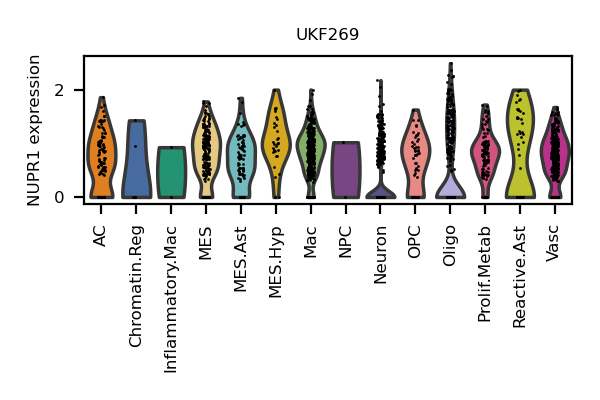 UKF269
NUPR1 expression
2
0
AC
Chromatin.Reg
Inflammatory.Mac
MES
MES.Ast
MES.Hyp
Mac
NPC
Neuron
OPC
Oligo
Prolif.Metab
Reactive.Ast
Vasc